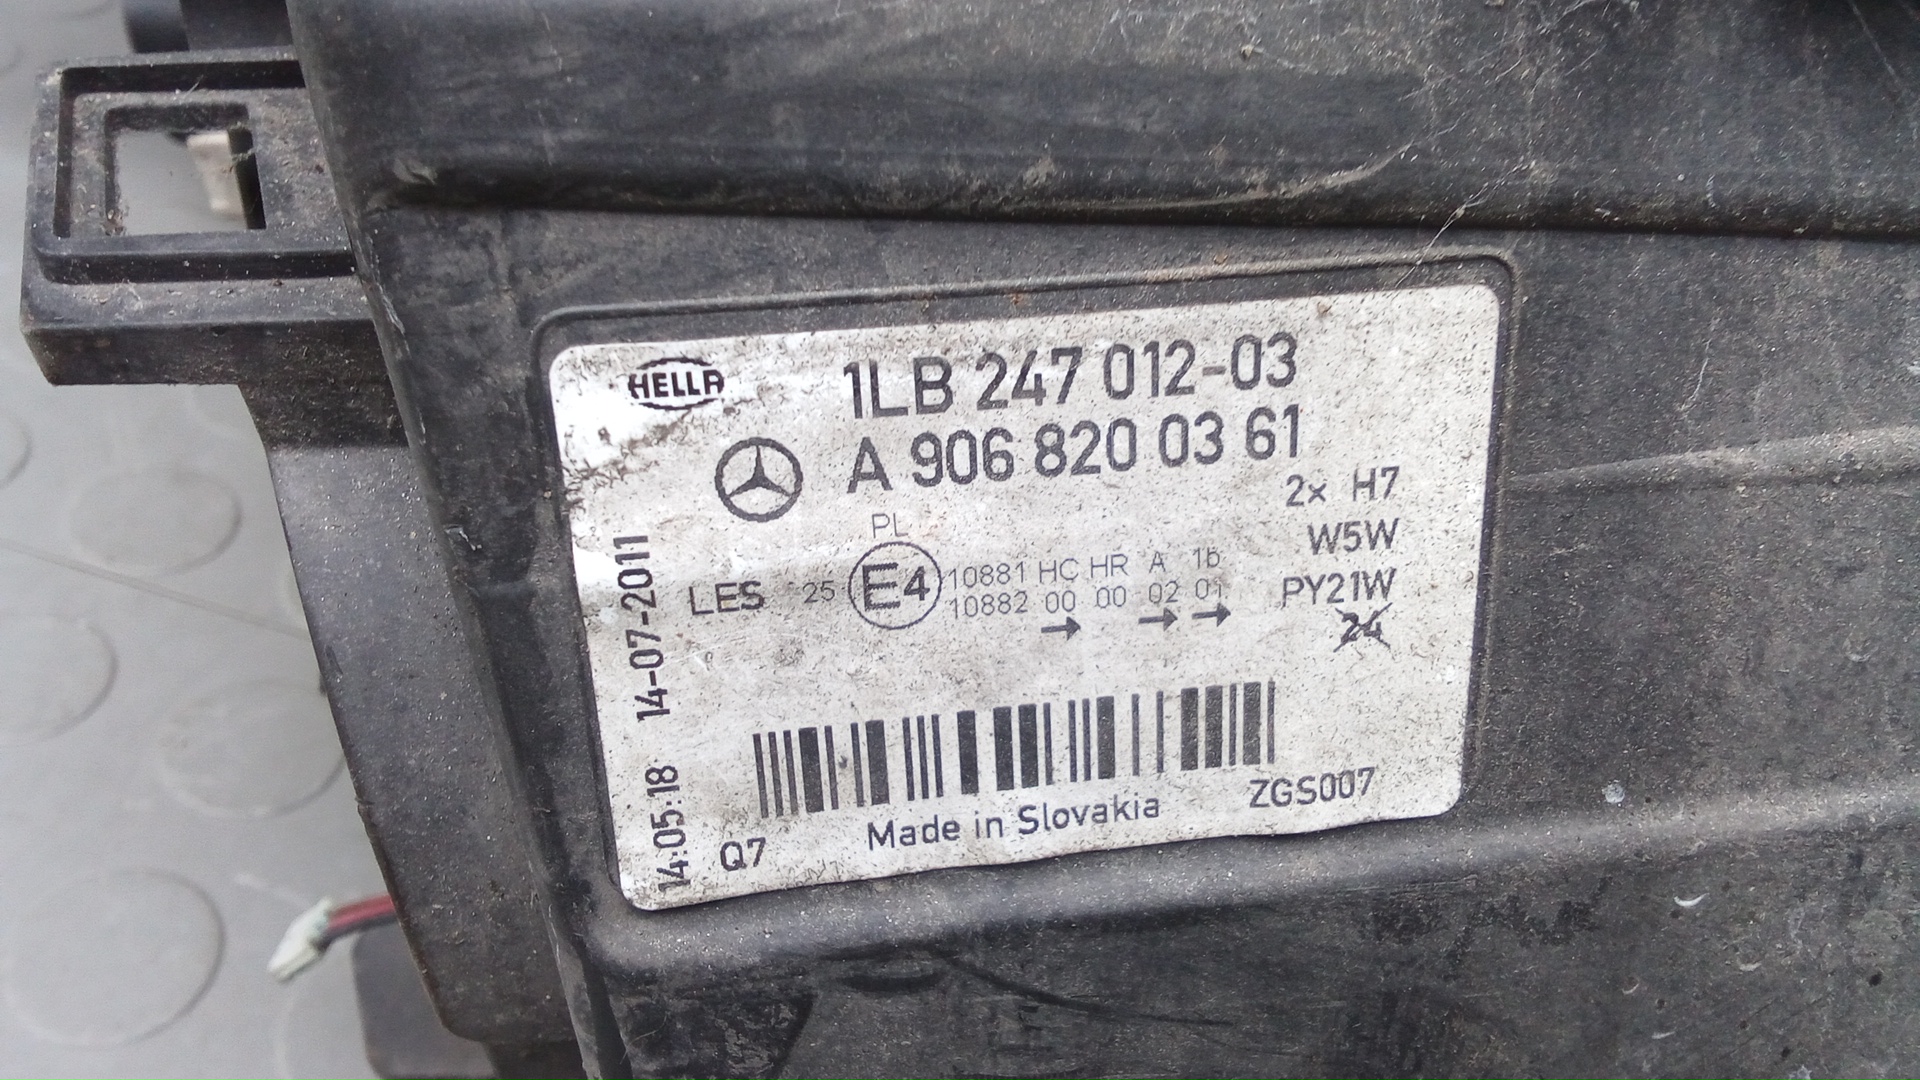 HELLA
1LB 247 012-03
A 906 820 03 61
2x H7
PL
W5W
LES 25 E4 10881 HC HR A 1b
10882 00 00 02 01
→ → →
PY21W
24
14:05:18 14-07-2011
Q7 Made in Slovakia ZGS007